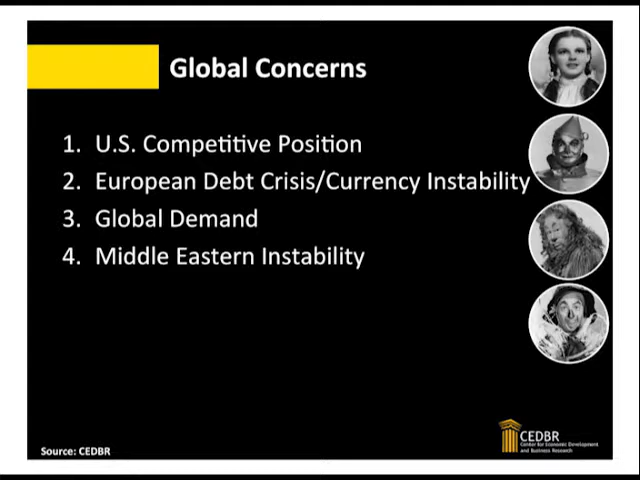 Global Concerns
1. U.S. Competitive Position
2. European Debt Crisis/Currency Instability
3. Global Demand
4. Middle Eastern Instability
CEDBR
Center for Economic Development
and Business Research
Source: CEDBR